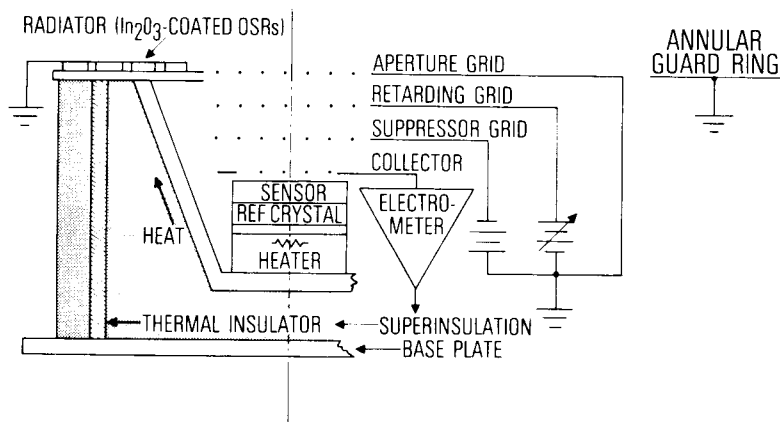 RADIATOR (In₂O₃-COATED OSRs)
APERTURE GRID
ANNULAR
GUARD RING
RETARDING GRID
SUPPRESSOR GRID
COLLECTOR
SENSOR
REF CRYSTAL
ELECTRO-
METER
HEAT
HEATER
THERMAL INSULATOR
SUPERINSULATION
BASE PLATE